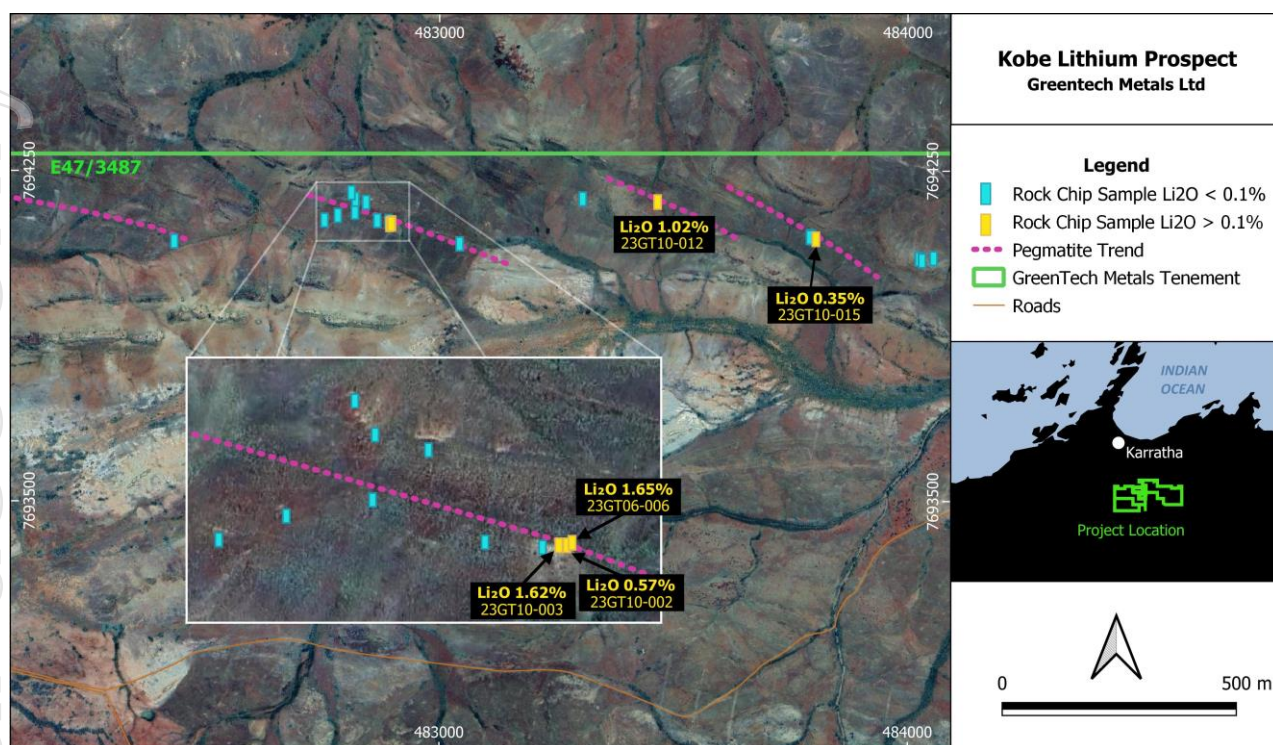 483000
484000
7694250
7694250
E47/3487
Li₂O 1.02%
23GT10-012
Li₂O 0.35%
23GT10-015
Li₂O 1.65%
23GT06-006
Li₂O 1.62%
23GT10-003
Li₂O 0.57%
23GT10-002
7693500
7693500
483000
484000
Kobe Lithium Prospect
Greentech Metals Ltd
Legend
Rock Chip Sample Li2O < 0.1%
Rock Chip Sample Li2O > 0.1%
Pegmatite Trend
GreenTech Metals Tenement
Roads
INDIAN
OCEAN
Karratha
Project Location
0
500 m